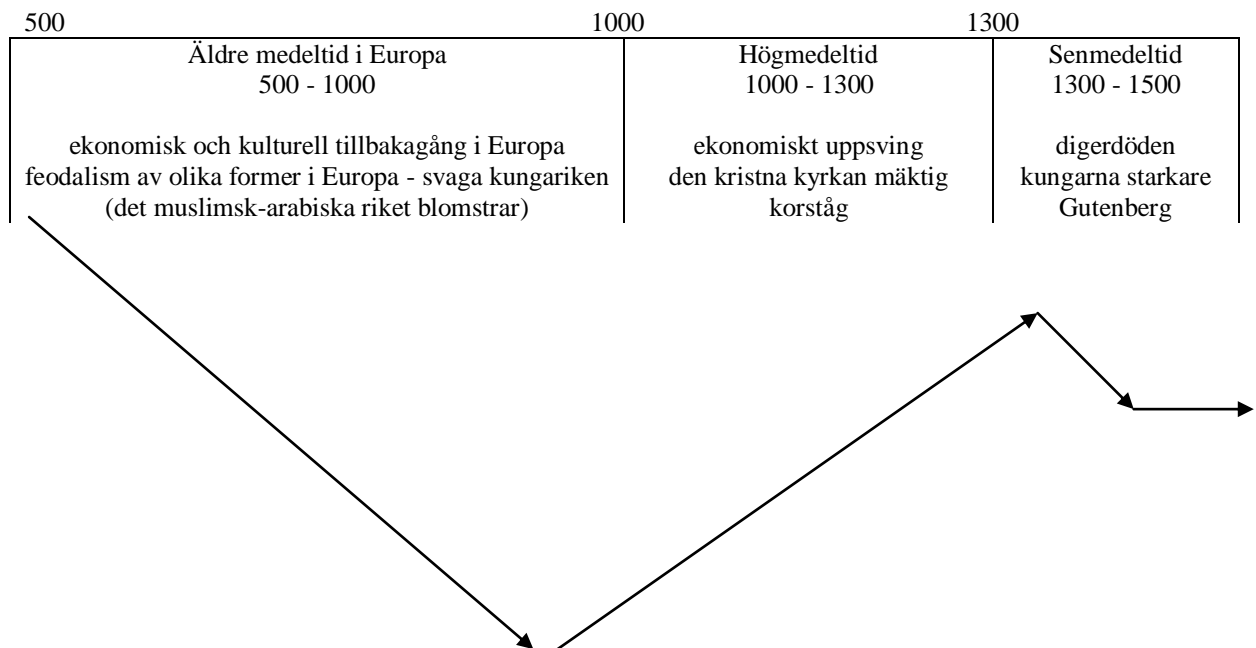 500 1000 1300
Äldre medeltid i Europa Högmedeltid Senmedeltid
500 - 1000 1000 - 1300 1300 - 1500
ekonomisk och kulturell tillbakagång i Europa ekonomiskt uppsving digerdöden
feodalism av olika former i Europa - svaga kungariken den kristna kyrkan mäktig kungarna starkare
(det muslimsk-arabiska riket blomstrar) korståg Gutenberg